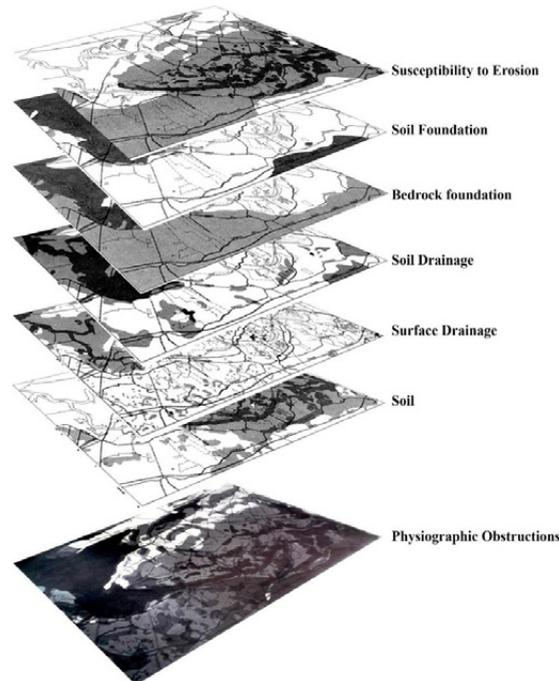 Susceptibility to Erosion
Soil Foundation
Bedrock foundation
Soil Drainage
Surface Drainage
Soil
Physiographic Obstructions